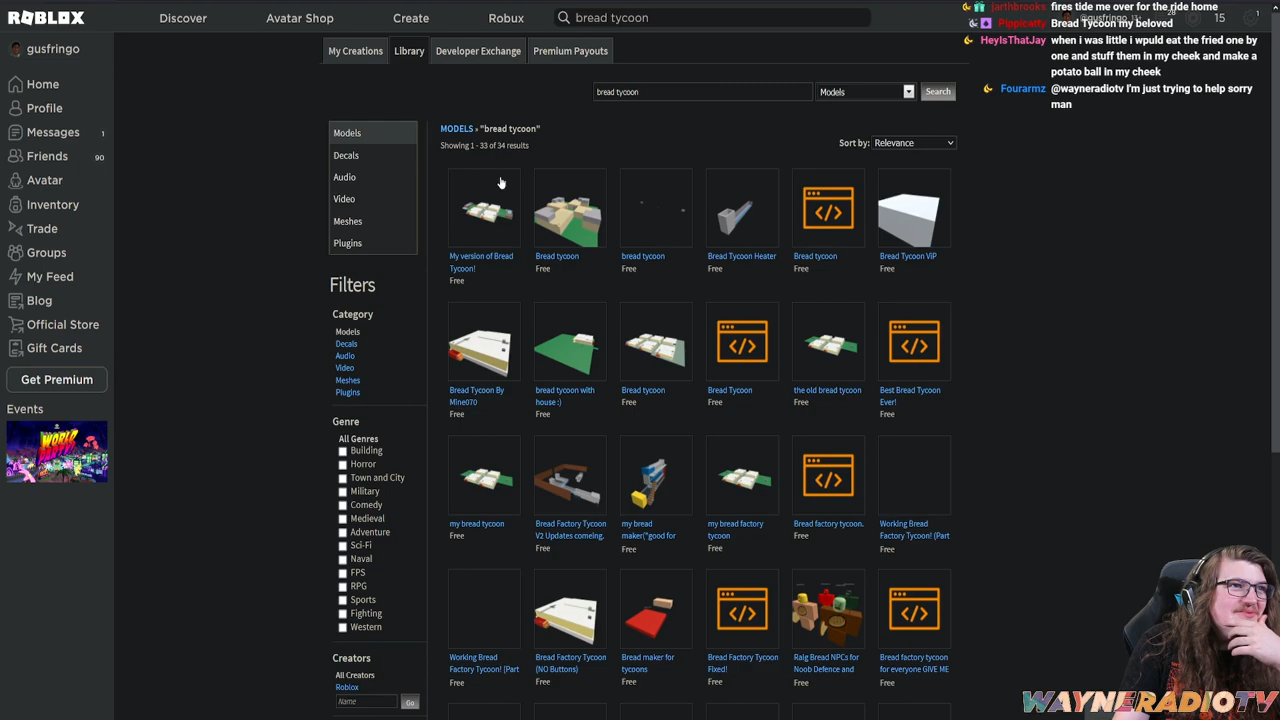 ROBLOX
Discover
Avatar Shop
Create
Robux
bread tycoon
15
jarthbrooks fires tide me over for the ride home
Pippicatty Bread Tycoon my beloved
HeyIsThatJay when i was little i wpuld eat the fried one by
one and stuff them in my cheek and make a
potato ball in my cheek
Fourarmz @wayneradiotv I'm just trying to help sorry
man
gusfringo
Home
Profile
Messages 1
Friends 90
Avatar
Inventory
Trade
Groups
My Feed
Blog
Official Store
Gift Cards
Get Premium
Events
WORLD PARTY
My Creations
Library
Developer Exchange
Premium Payouts
bread tycoon
Models
Search
Models
Decals
Audio
Video
Meshes
Plugins
Filters
Category
Models
Decals
Audio
Video
Meshes
Plugins
Genre
All Genres
Building
Horror
Town and City
Military
Comedy
Medieval
Adventure
Sci-Fi
Naval
FPS
RPG
Sports
Fighting
Western
Creators
All Creators
Roblox
Name
Go
MODELS » "bread tycoon"
Showing 1 - 33 of 34 results
Sort by: Relevance
My version of Bread
Tycoon!
Free
Bread tycoon
Free
bread tycoon
Free
Bread Tycoon Heater
Free
Bread tycoon
Free
Bread Tycoon VIP
Free
Bread Tycoon By
Mine070
Free
bread tycoon with
house :)
Free
Bread tycoon
Free
Bread Tycoon
Free
the old bread tycoon
Free
Best Bread Tycoon
Ever!
Free
my bread tycoon
Free
Bread Factory Tycoon
V2 Updates comeing.
Free
my bread
maker("good for
Free
my bread factory
tycoon
Free
Bread factory tycoon.
Free
Working Bread
Factory Tycoon! (Part
Free
Working Bread
Factory Tycoon! (Part
Free
Bread Factory Tycoon
(NO Buttons)
Free
Bread maker for
tycoons
Free
Bread Factory Tycoon
Fixed!
Free
Ralg Bread NPCs for
Noob Defence and
Free
Bread factory tycoon
for everyone GIVE ME
Free
WAYNERADIOTV